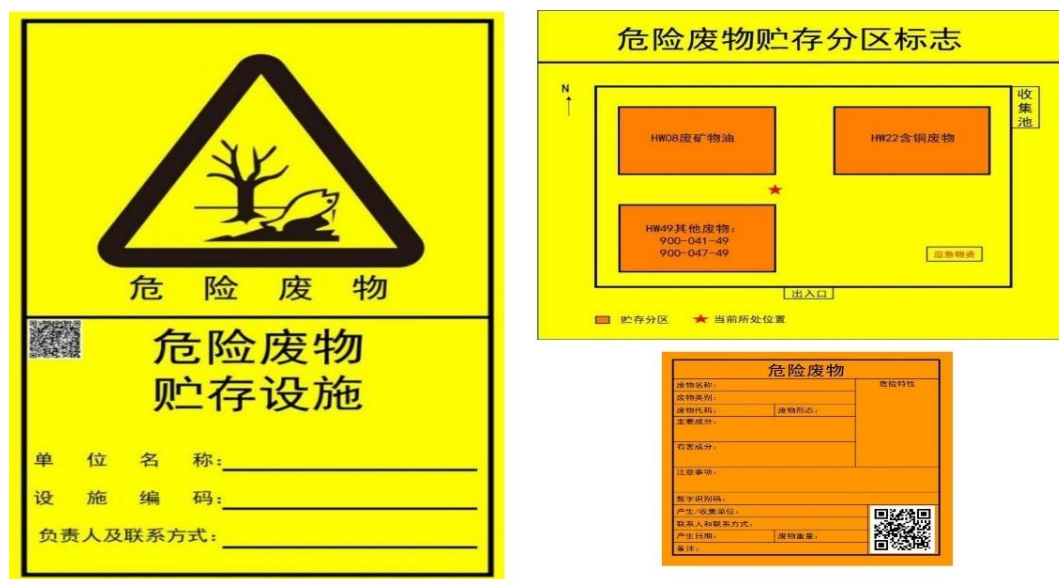 危险废物
危险废物
贮存设施
单位名称：
设施编码：
负责人及联系方式：
危险废物贮存分区标志
N
收集池
HW08废矿物油
HW22含铜废物
HW49其他废物：
900-041-49
900-047-49
应急物资
出入口
贮存分区 当前所处位置
危险废物
废物名称： 危险特性
废物类别：
废物代码： 废物形态：
主要成分：
有害成分：
注意事项：
数字识别码：
产生/收集单位：
联系人和联系方式：
产生日期： 废物重量：
备注：